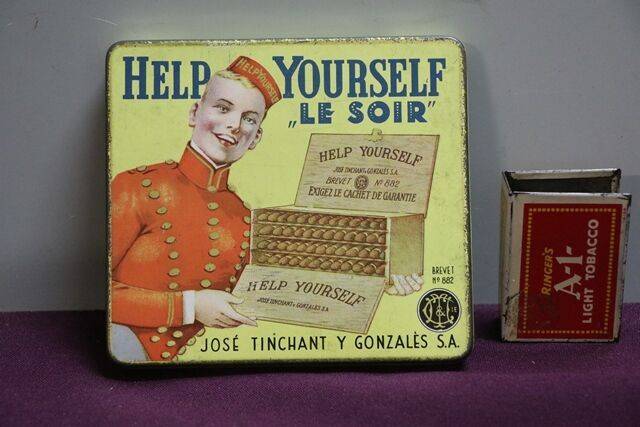 HELP YOURSELF
„LE SOIR"
HELP YOURSELF
HELP YOURSELF
JOSÉ TINCHANT & GONZALÈS S.A.
BREVET Nº 882
EXIGEZ LE CACHET DE GARANTIE
HELP YOURSELF
JOSÉ TINCHANT & GONZALÈS S.A.
BREVET
Nº 882
JOSÉ TINCHANT Y GONZALÈS S.A.
RINGER'S
A-1-
LIGHT TOBACCO